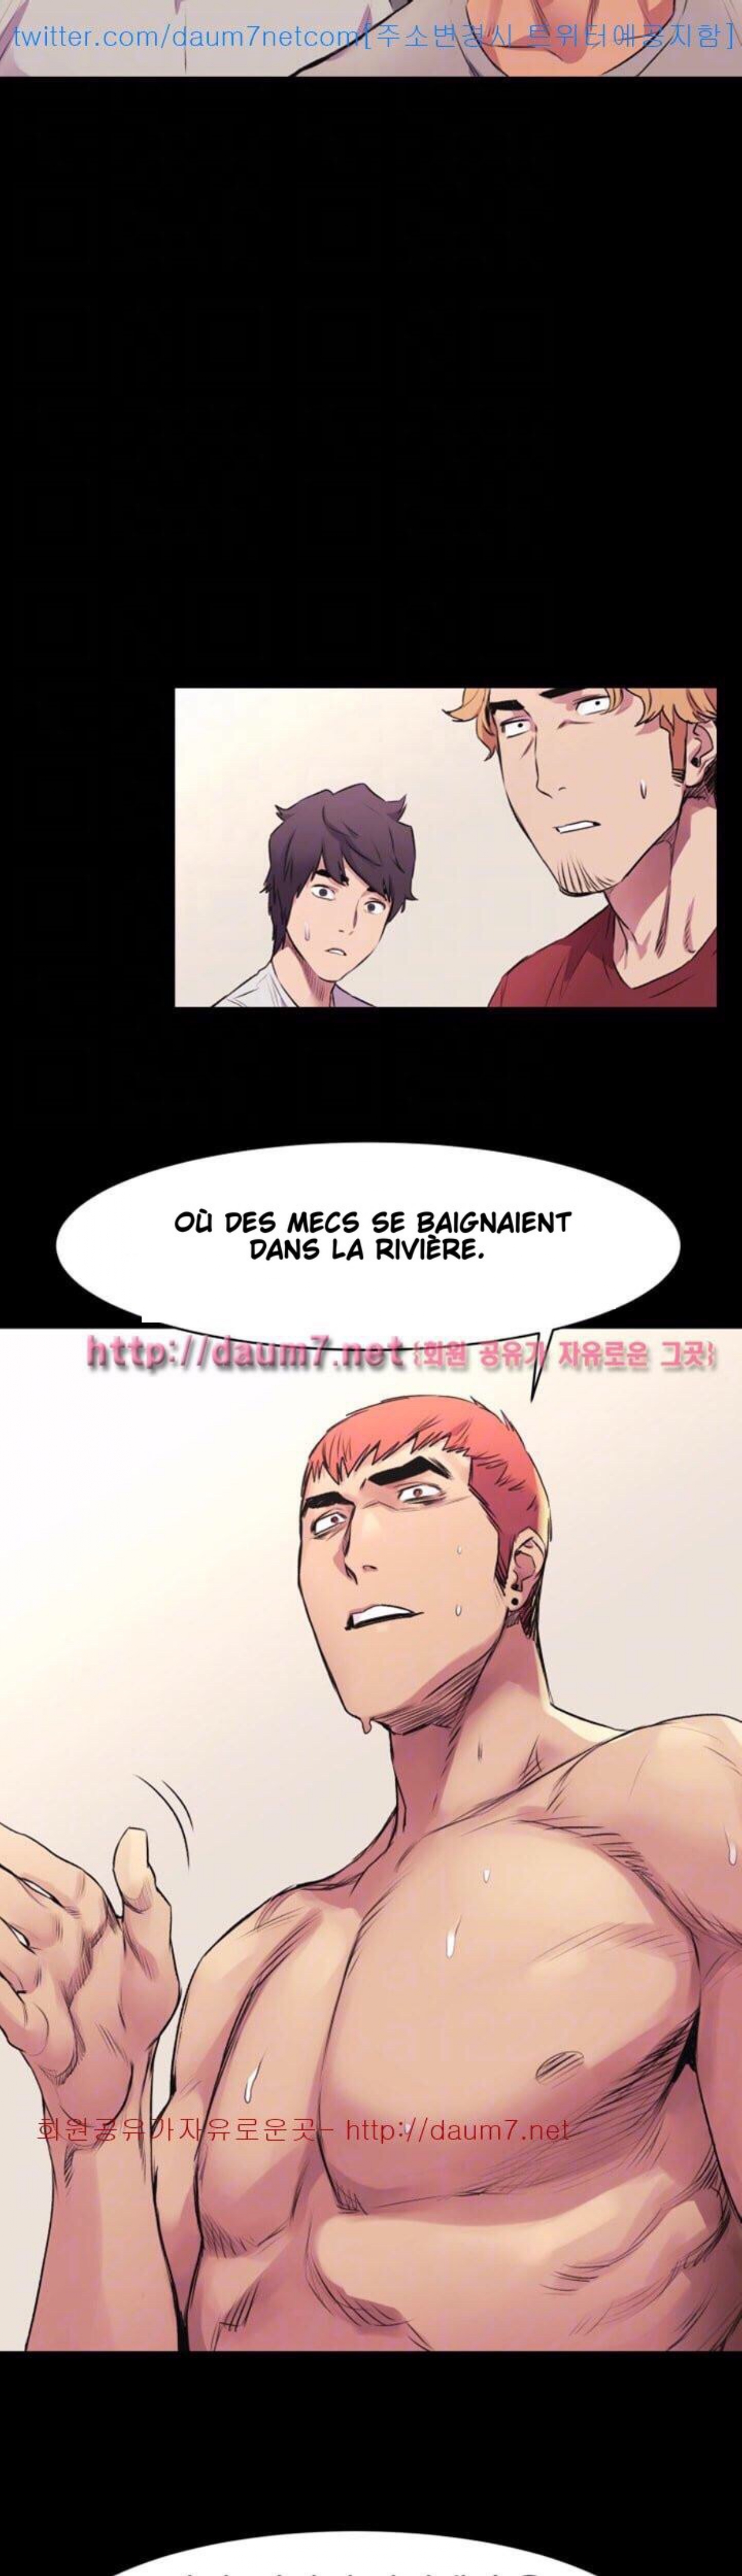 twitter.com/daum7netcom[주소변경시 트위터에공지함]
OÙ DES MECS SE BAIGNAIENT
DANS LA RIVIÈRE.
http://daum7.net {회원 공유가 자유로운 그곳}
회원공유가자유로운곳- http://daum7.net